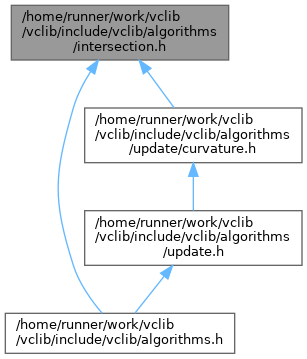 /home/runner/work/vclib
/vclib/include/vclib/algorithms
/intersection.h
/home/runner/work/vclib
/vclib/include/vclib/algorithms
/update/curvature.h
/home/runner/work/vclib
/vclib/include/vclib/algorithms
/update.h
/home/runner/work/vclib
/vclib/include/vclib/algorithms.h